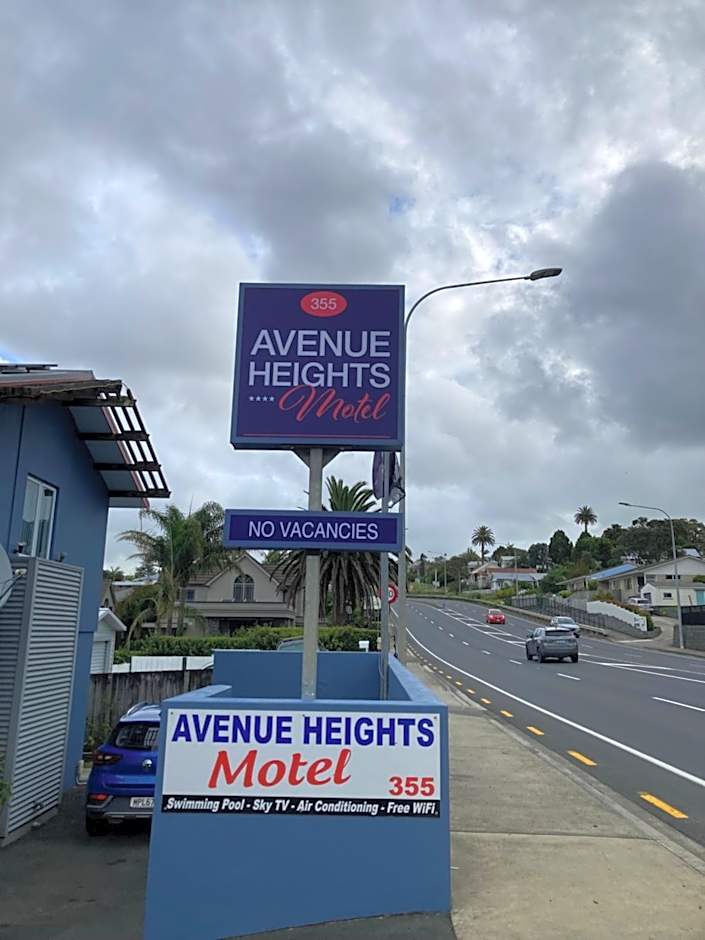 355
AVENUE
HEIGHTS
**** Motel
NO VACANCIES
AVENUE HEIGHTS
Motel 355
Swimming Pool - Sky TV - Air Conditioning - Free WiFi